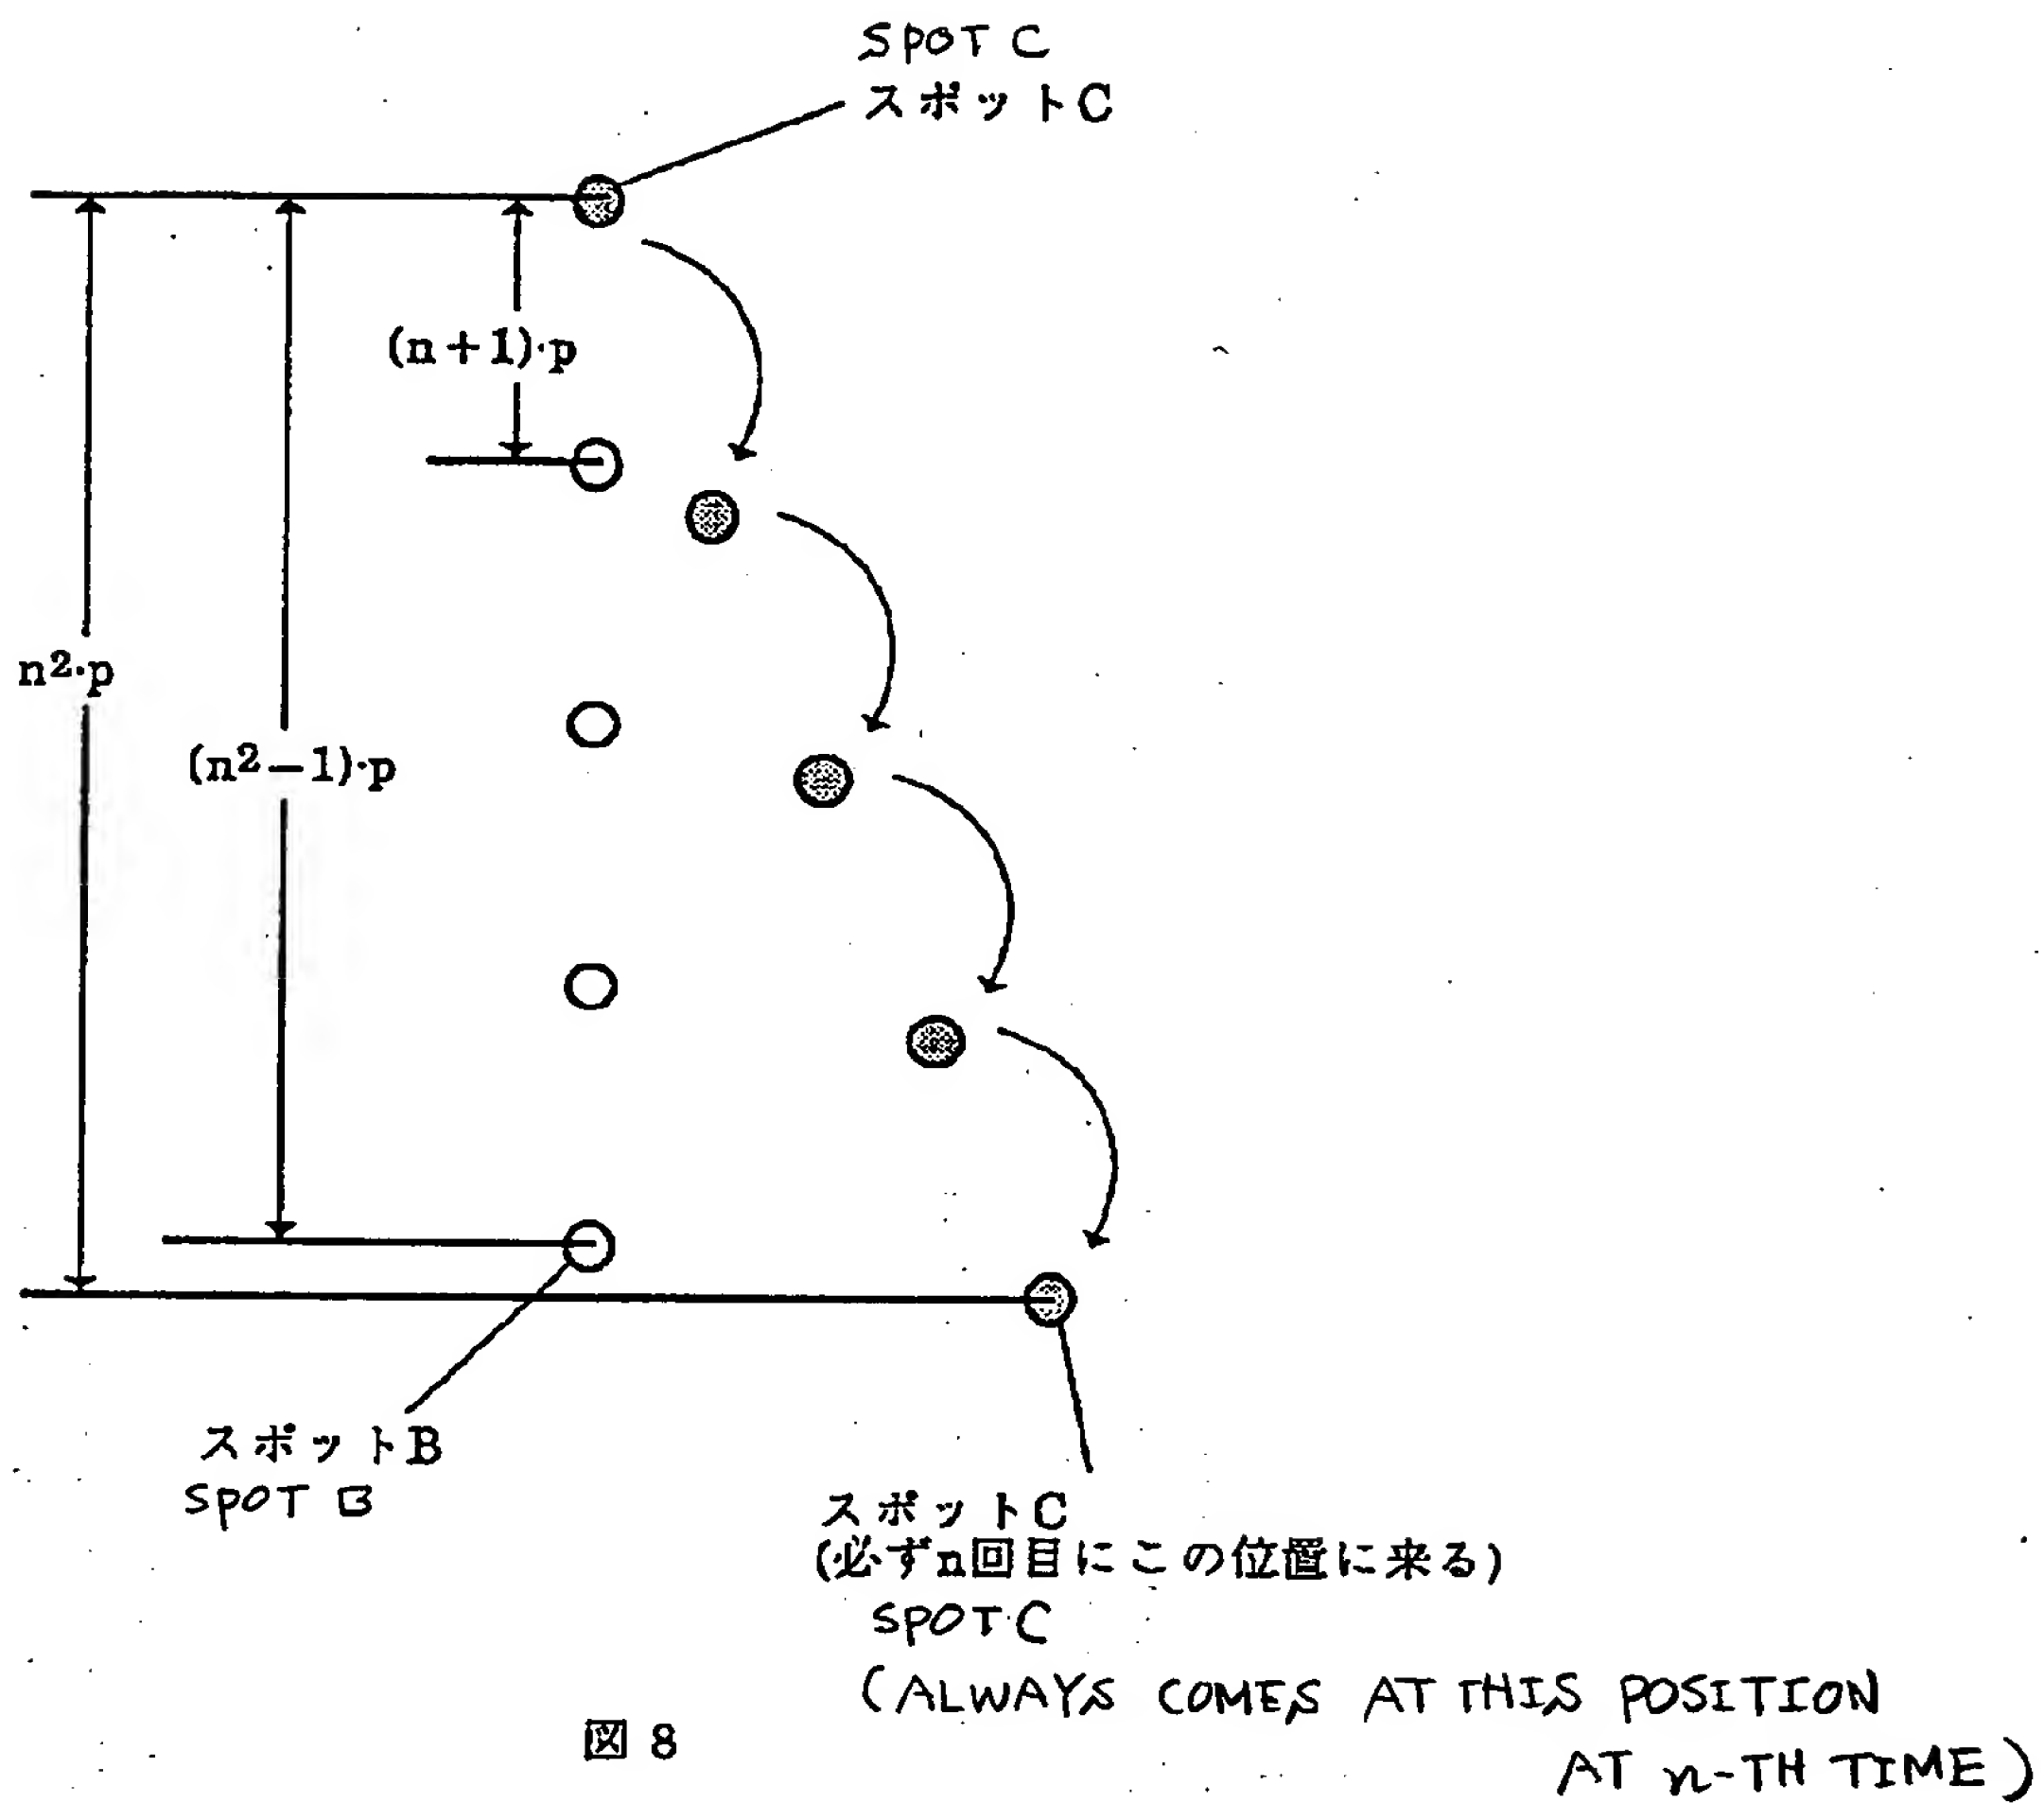 SPOT C
スポットC
(n+1)·p
n²·p
(n²−1)·p
スポットB
SPOT B
スポットC
(必ずn回目にこの位置に来る)
SPOT C
(ALWAYS COMES AT THIS POSITION
AT n-TH TIME)
図 8